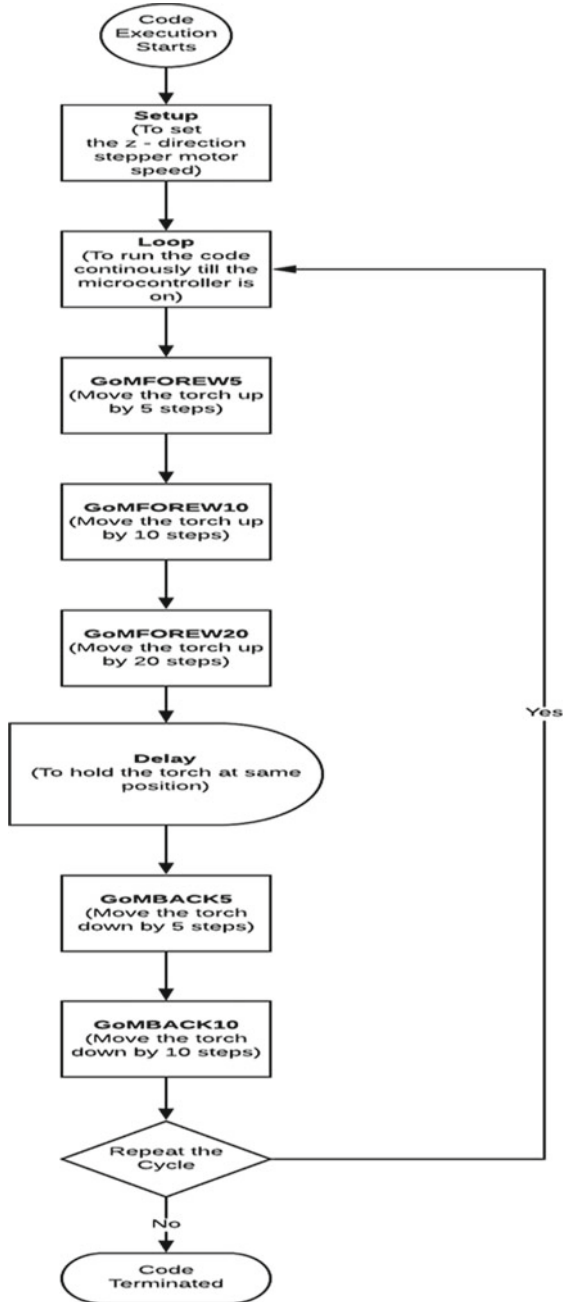 Code
Execution
Starts
Setup
(To set
the z - direction
stepper motor
speed)
Loop
(To run the code
continously till the
microcontroller is
on)
GoMFOREW5
(Move the torch up
by 5 steps)
GoMFOREW10
(Move the torch up
by 10 steps)
GoMFOREW20
(Move the torch up
by 20 steps)
Yes
Delay
(To hold the torch at same
position)
GoMBACK5
(Move the torch
down by 5 steps)
GoMBACK10
(Move the torch
down by 10 steps)
Repeat the
Cycle
No
Code
Terminated